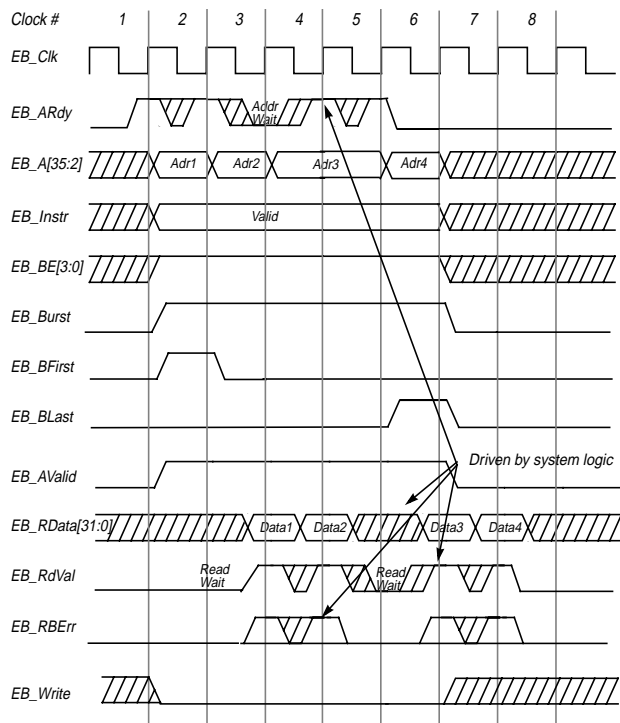 Clock # 1 2 3 4 5 6 7 8
EB_Clk
EB_ARdy
Addr
Wait
EB_A[35:2] Adr1 Adr2 Adr3 Adr4
EB_Instr Valid
EB_BE[3:0]
EB_Burst
EB_BFirst
EB_BLast
Driven by system logic
EB_AValid
EB_RData[31:0] Data1 Data2 Data3 Data4
EB_RdVal
Read
Wait
Read
Wait
EB_RBErr
EB_Write